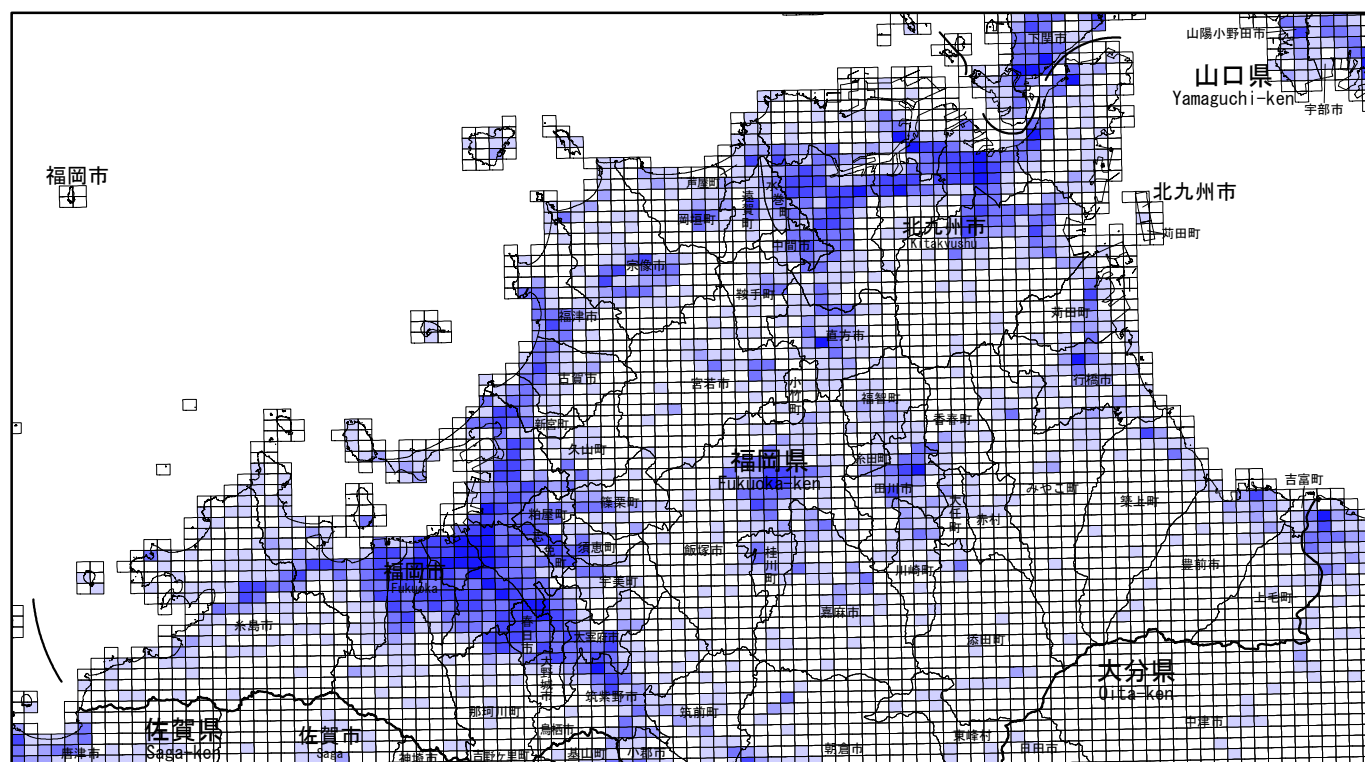 下関市
山陽小野田市
山口県
Yamaguchi-ken
宇部市
福岡市
芦屋町
水巻町
遠賀町
岡垣町
北九州市
北九州市
Kitakyushu
苅田町
中間市
宗像市
鞍手町
福津市
苅田町
直方市
古賀市
宮若市
小竹町
行橋市
福智町
新宮町
香春町
久山町
福岡県
Fukuoka-ken
糸田町
田川市
みやこ町
吉富町
篠栗町
大任町
築上町
粕屋町
赤村
須恵町
飯塚市
桂川町
福岡市
Fukuoka
川崎町
豊前市
宇美町
上毛町
糸島市
嘉麻市
春日市
太宰府市
添田町
大野城市
大分県
Oita-ken
筑紫野市
那珂川町
筑前町
佐賀県
Saga-ken
佐賀市
Saga
中津市
鳥栖市
東峰村
唐津市
神埼市
吉野ヶ里町
基山町
小郡市
朝倉市
日田市